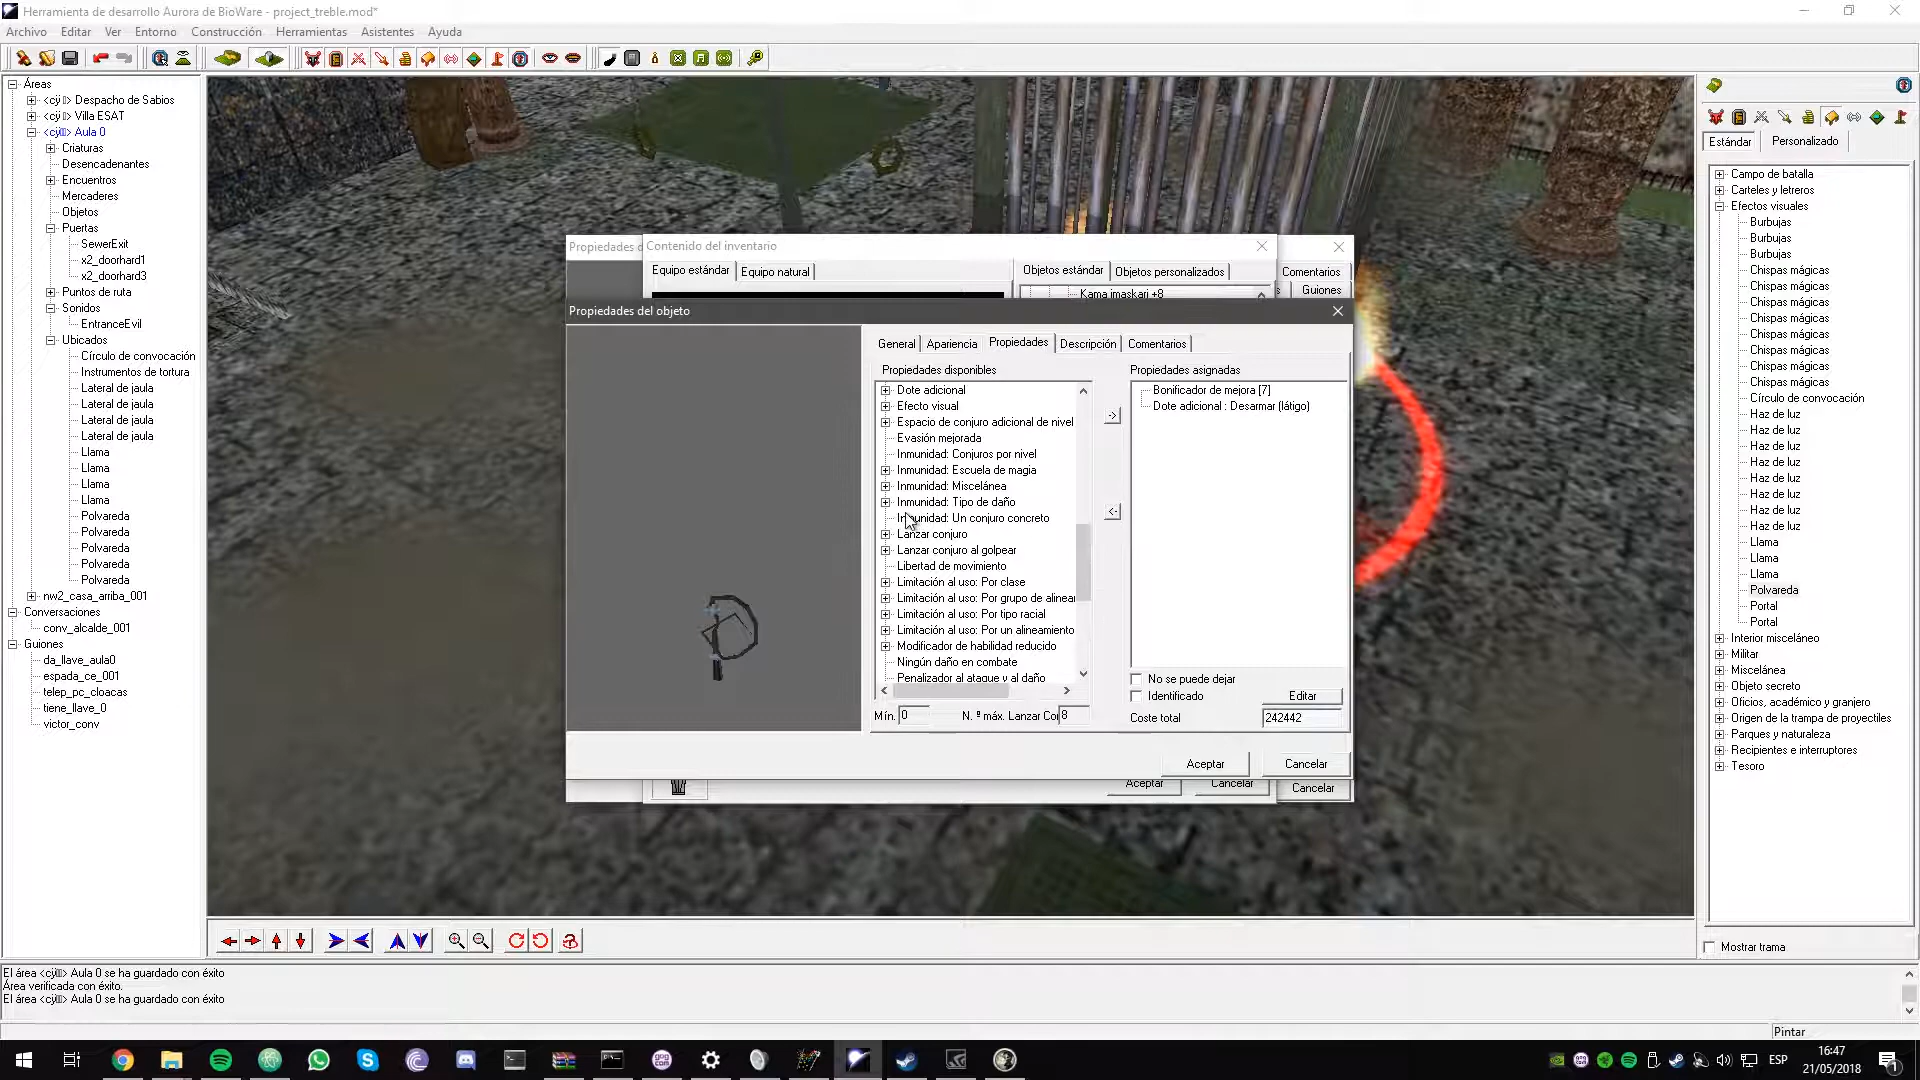 Herramienta de desarrollo Aurora de BioWare - project_treble.mod*
Archivo Editar Ver Entorno Construcción Herramientas Asistentes Ayuda
Áreas
Despacho de Sabios
Villa ESAT
Aula 0
Criaturas
Desencadenantes
Encuentros
Mercaderes
Objetos
Puertas
SewerExit
x2_doorhard1
x2_doorhard3
Puntos de ruta
Sonidos
EntranceEvil
Ubicados
Círculo de convocación
Instrumentos de tortura
Lateral de jaula
Lateral de jaula
Lateral de jaula
Lateral de jaula
Llama
Llama
Llama
Llama
Polvareda
Polvareda
Polvareda
Polvareda
Polvareda
nw2_casa_arriba_001
Conversaciones
conv_alcalde_001
Guiones
da_llave_aula0
espada_ce_001
telep_pc_cloacas
tiene_llave_0
victor_conv
Propiedades d
Contenido del inventario
Equipo estándar Equipo natural
Objetos estándar Objetos personalizados
Comentarios
Guiones
Kama imaskari +8
Propiedades del objeto
General Apariencia Propiedades Descripción Comentarios
Propiedades disponibles
Dote adicional
Efecto visual
Espacio de conjuro adicional de nivel
Evasión mejorada
Inmunidad: Conjuros por nivel
Inmunidad: Escuela de magia
Inmunidad: Miscelánea
Inmunidad: Tipo de daño
Inmunidad: Un conjuro concreto
Lanzar conjuro
Lanzar conjuro al golpear
Libertad de movimiento
Limitación al uso: Por clase
Limitación al uso: Por grupo de alinear
Limitación al uso: Por tipo racial
Limitación al uso: Por un alineamiento
Modificador de habilidad reducido
Ningún daño en combate
Penalizador al ataque y al daño
Mín. 0 N. º máx. Lanzar Cor 8
Propiedades asignadas
Bonificador de mejora [7]
Dote adicional : Desarmar (látigo)
No se puede dejar
Identificado
Editar
Coste total 242442
Aceptar Cancelar
Aceptar Cancelar Cancelar
Estándar Personalizado
Campo de batalla
Carteles y letreros
Efectos visuales
Burbujas
Burbujas
Burbujas
Chispas mágicas
Chispas mágicas
Chispas mágicas
Chispas mágicas
Chispas mágicas
Chispas mágicas
Chispas mágicas
Chispas mágicas
Círculo de convocación
Haz de luz
Haz de luz
Haz de luz
Haz de luz
Haz de luz
Haz de luz
Haz de luz
Haz de luz
Llama
Llama
Llama
Polvareda
Portal
Portal
Interior misceláneo
Militar
Miscelánea
Objeto secreto
Oficios, académico y granjero
Origen de la trampa de proyectiles
Parques y naturaleza
Recipientes e interruptores
Tesoro
Mostrar trama
El área Aula 0 se ha guardado con éxito
Área verificada con éxito.
El área Aula 0 se ha guardado con éxito
Pintar
ESP
16:47
21/05/2018